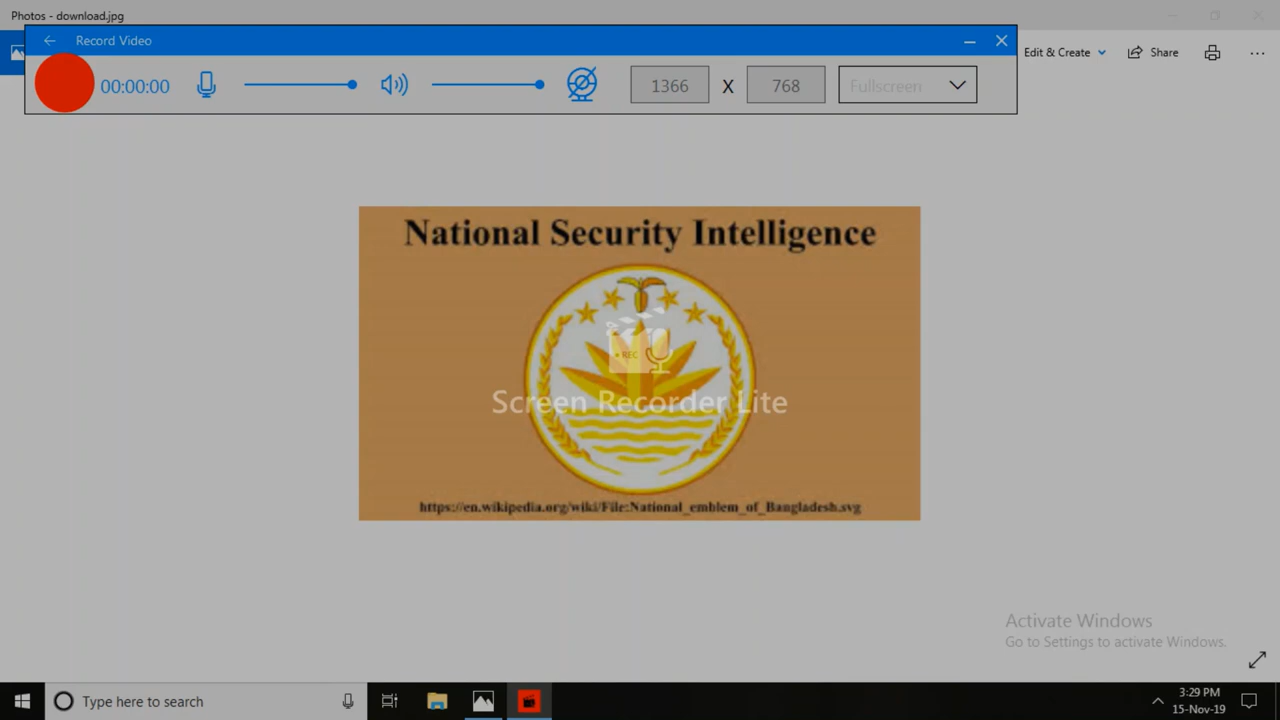 Photos - download.jpg
Record Video
Edit & Create
Share
00:00:00
1366
X
768
Fullscreen
National Security Intelligence
REC
Screen Recorder Lite
https://en.wikipedia.org/wiki/File:National_emblem_of_Bangladesh.svg
Activate Windows
Go to Settings to activate Windows.
Type here to search
3:29 PM
15-Nov-19